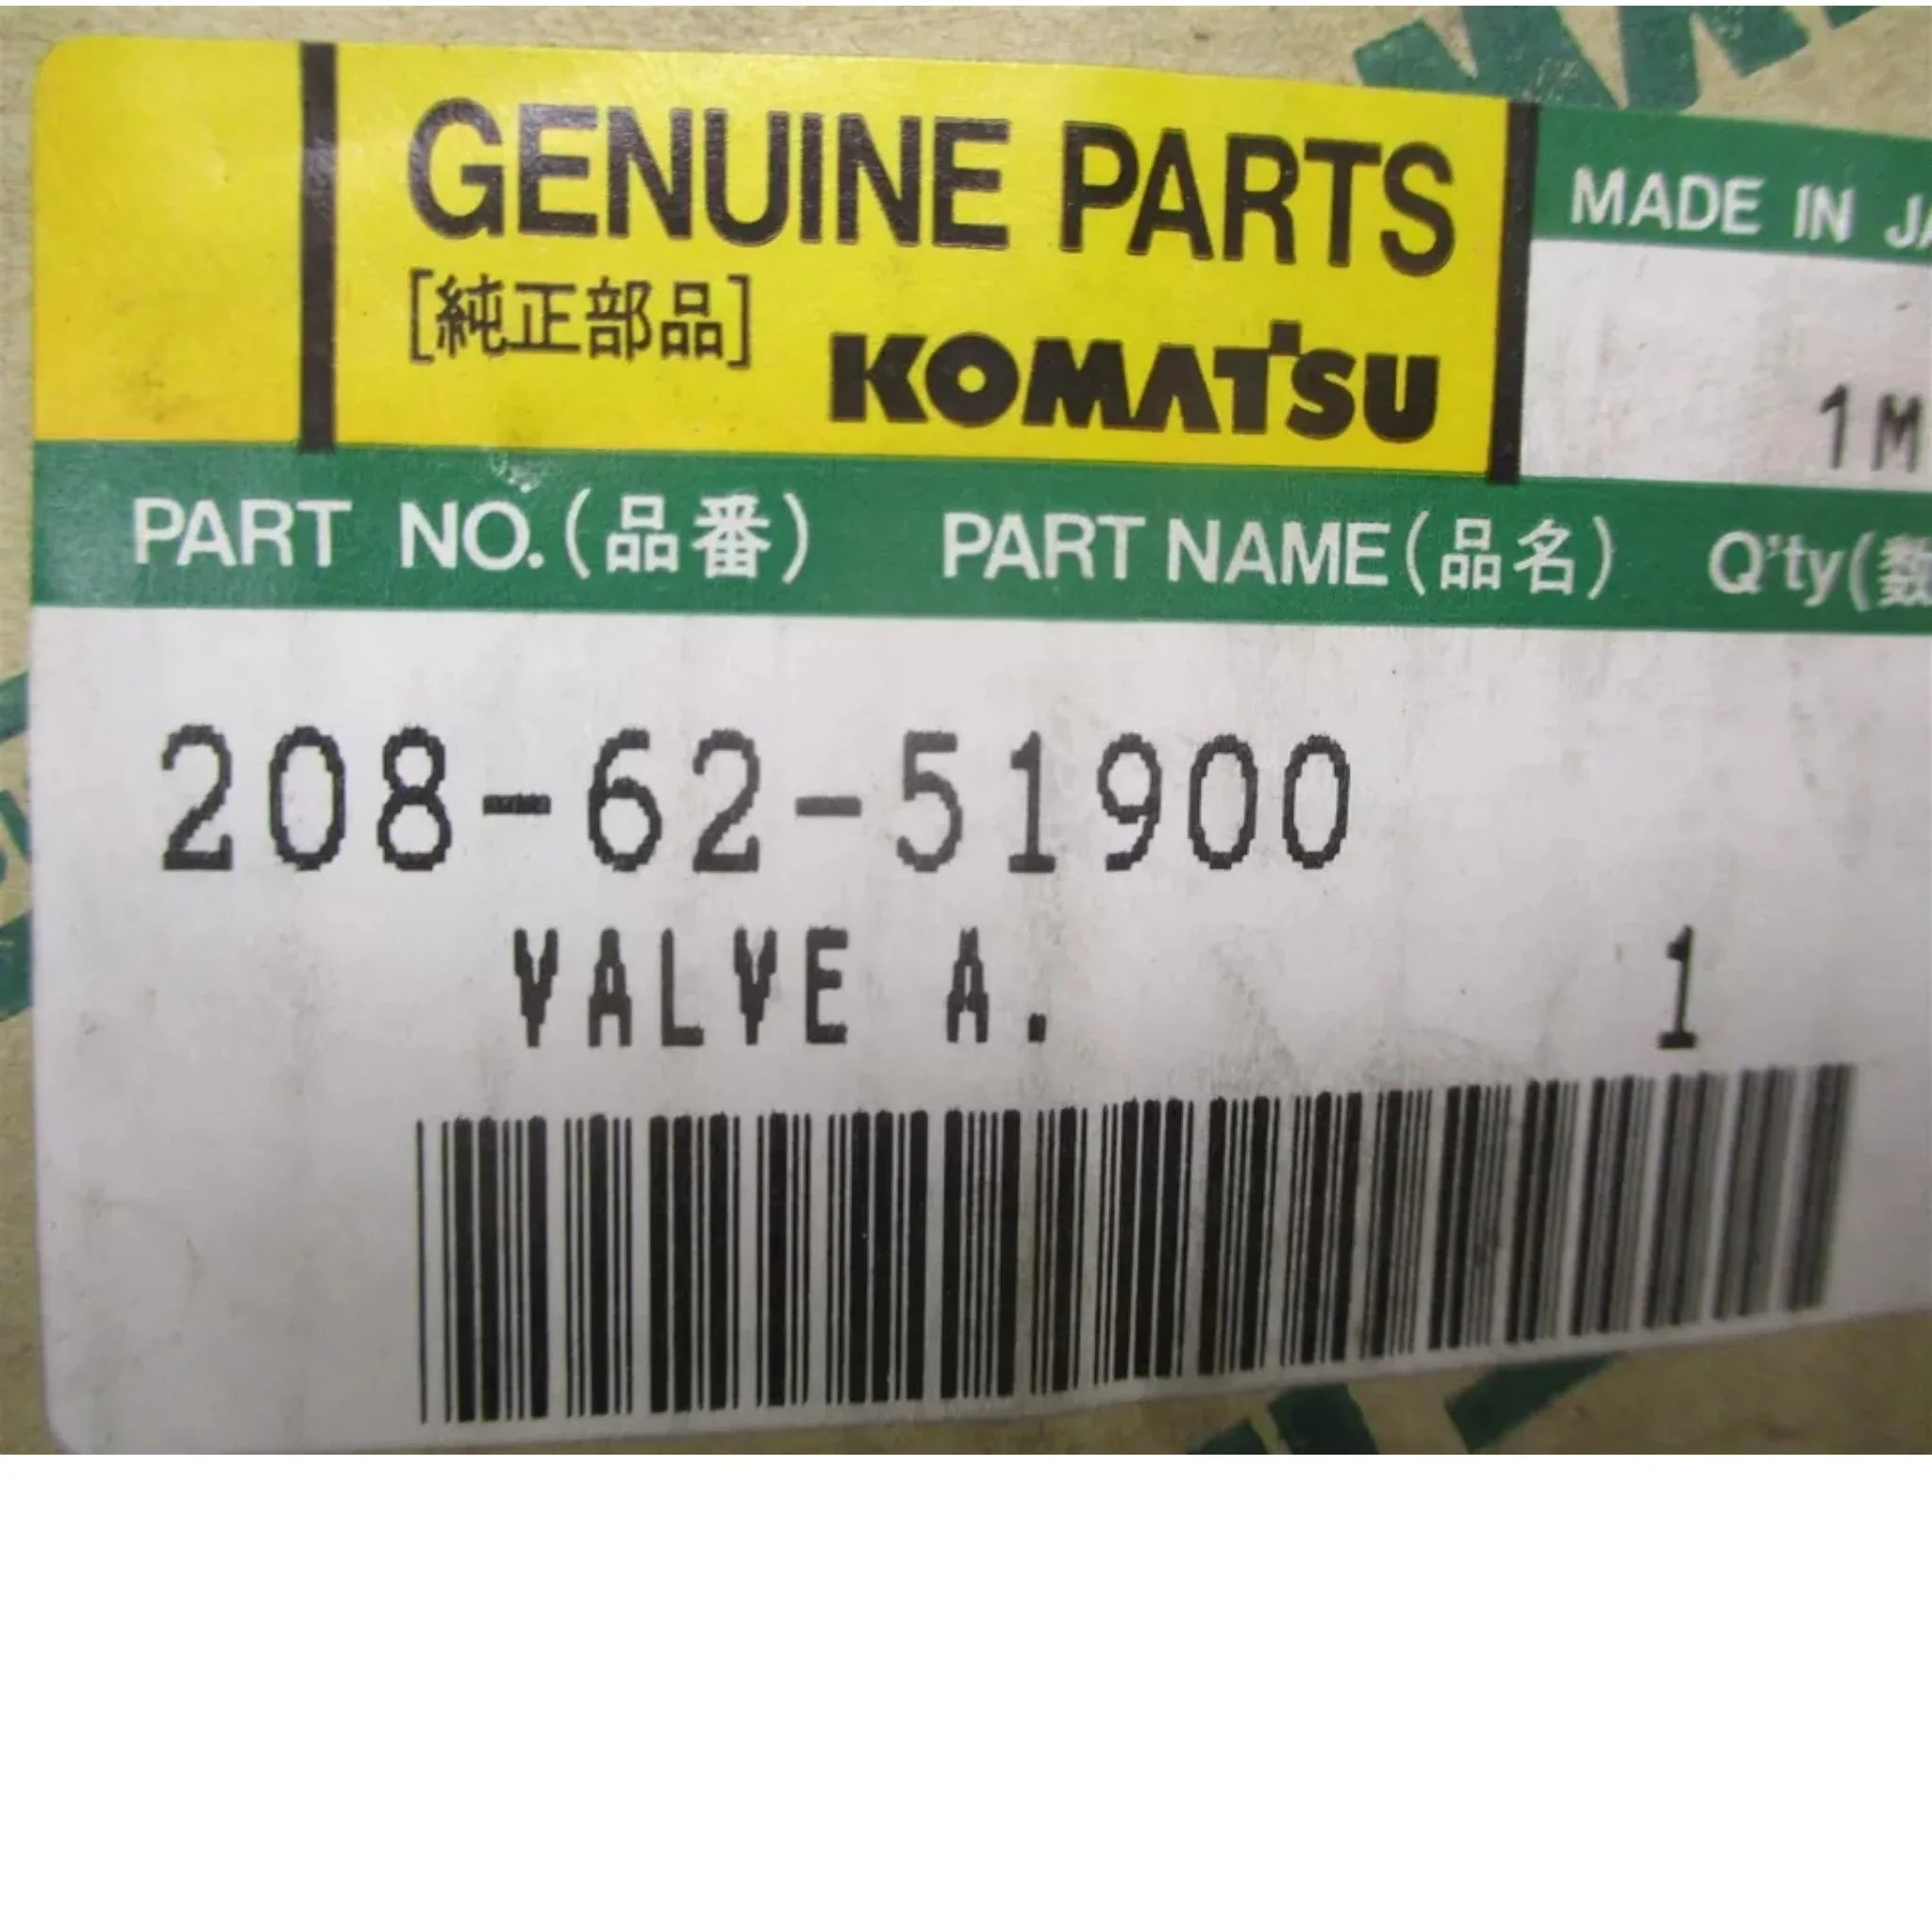 GENUINE PARTS
[純正部品]
KOMATSU
MADE IN JA
1M
PART NO.(品番) PART NAME(品名) Q'ty(数
208-62-51900
VALVE A. 1